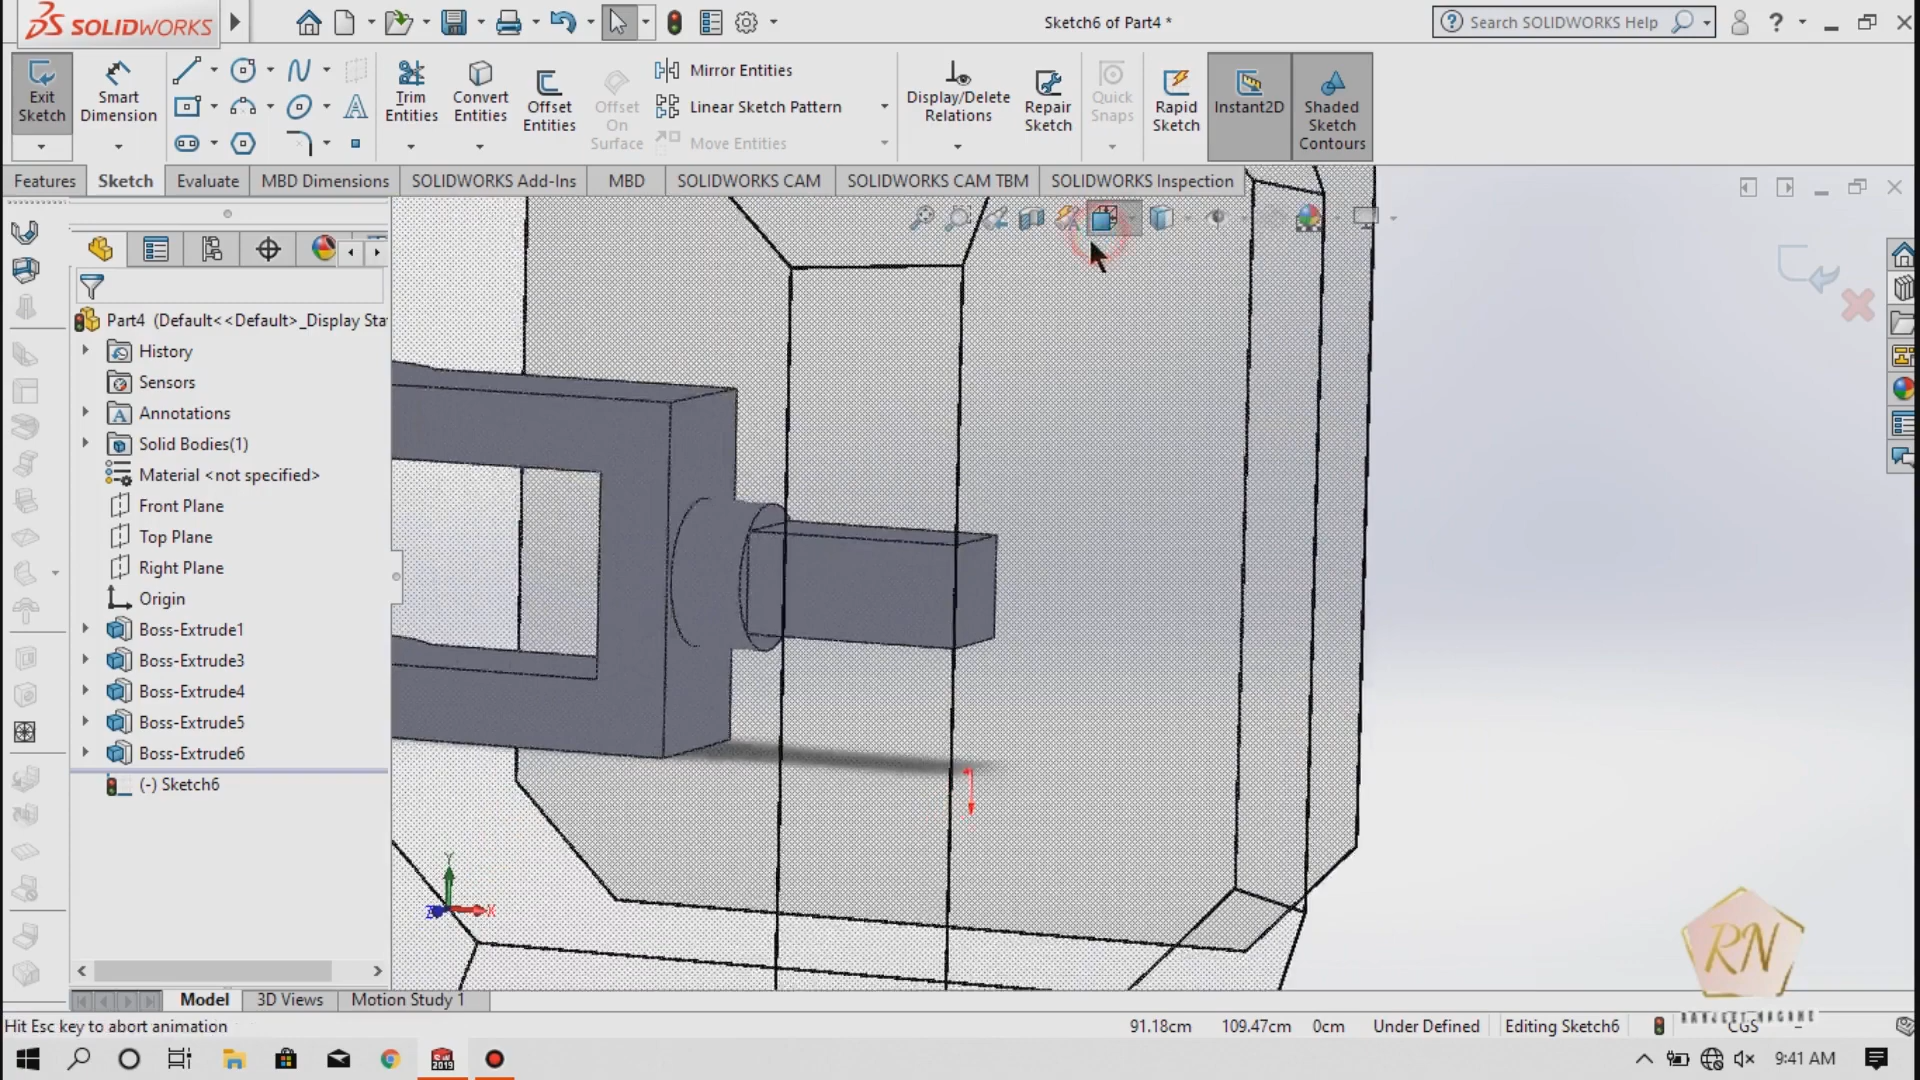 SOLIDWORKS
Sketch6 of Part4 *
Search SOLIDWORKS Help
Exit Sketch
Smart Dimension
Trim Entities
Convert Entities
Offset Entities
Offset On Surface
Mirror Entities
Linear Sketch Pattern
Move Entities
Display/Delete Relations
Repair Sketch
Quick Snaps
Rapid Sketch
Instant2D
Shaded Sketch Contours
Features
Sketch
Evaluate
MBD Dimensions
SOLIDWORKS Add-Ins
MBD
SOLIDWORKS CAM
SOLIDWORKS CAM TBM
SOLIDWORKS Inspection
Part4 (Default<<Default>_Display Sta
History
Sensors
Annotations
Solid Bodies(1)
Material <not specified>
Front Plane
Top Plane
Right Plane
Origin
Boss-Extrude1
Boss-Extrude3
Boss-Extrude4
Boss-Extrude5
Boss-Extrude6
(-) Sketch6
Y
Z
X
RN
Model
3D Views
Motion Study 1
Hit Esc key to abort animation
91.18cm
109.47cm
0cm
Under Defined
Editing Sketch6
CGS
9:41 AM